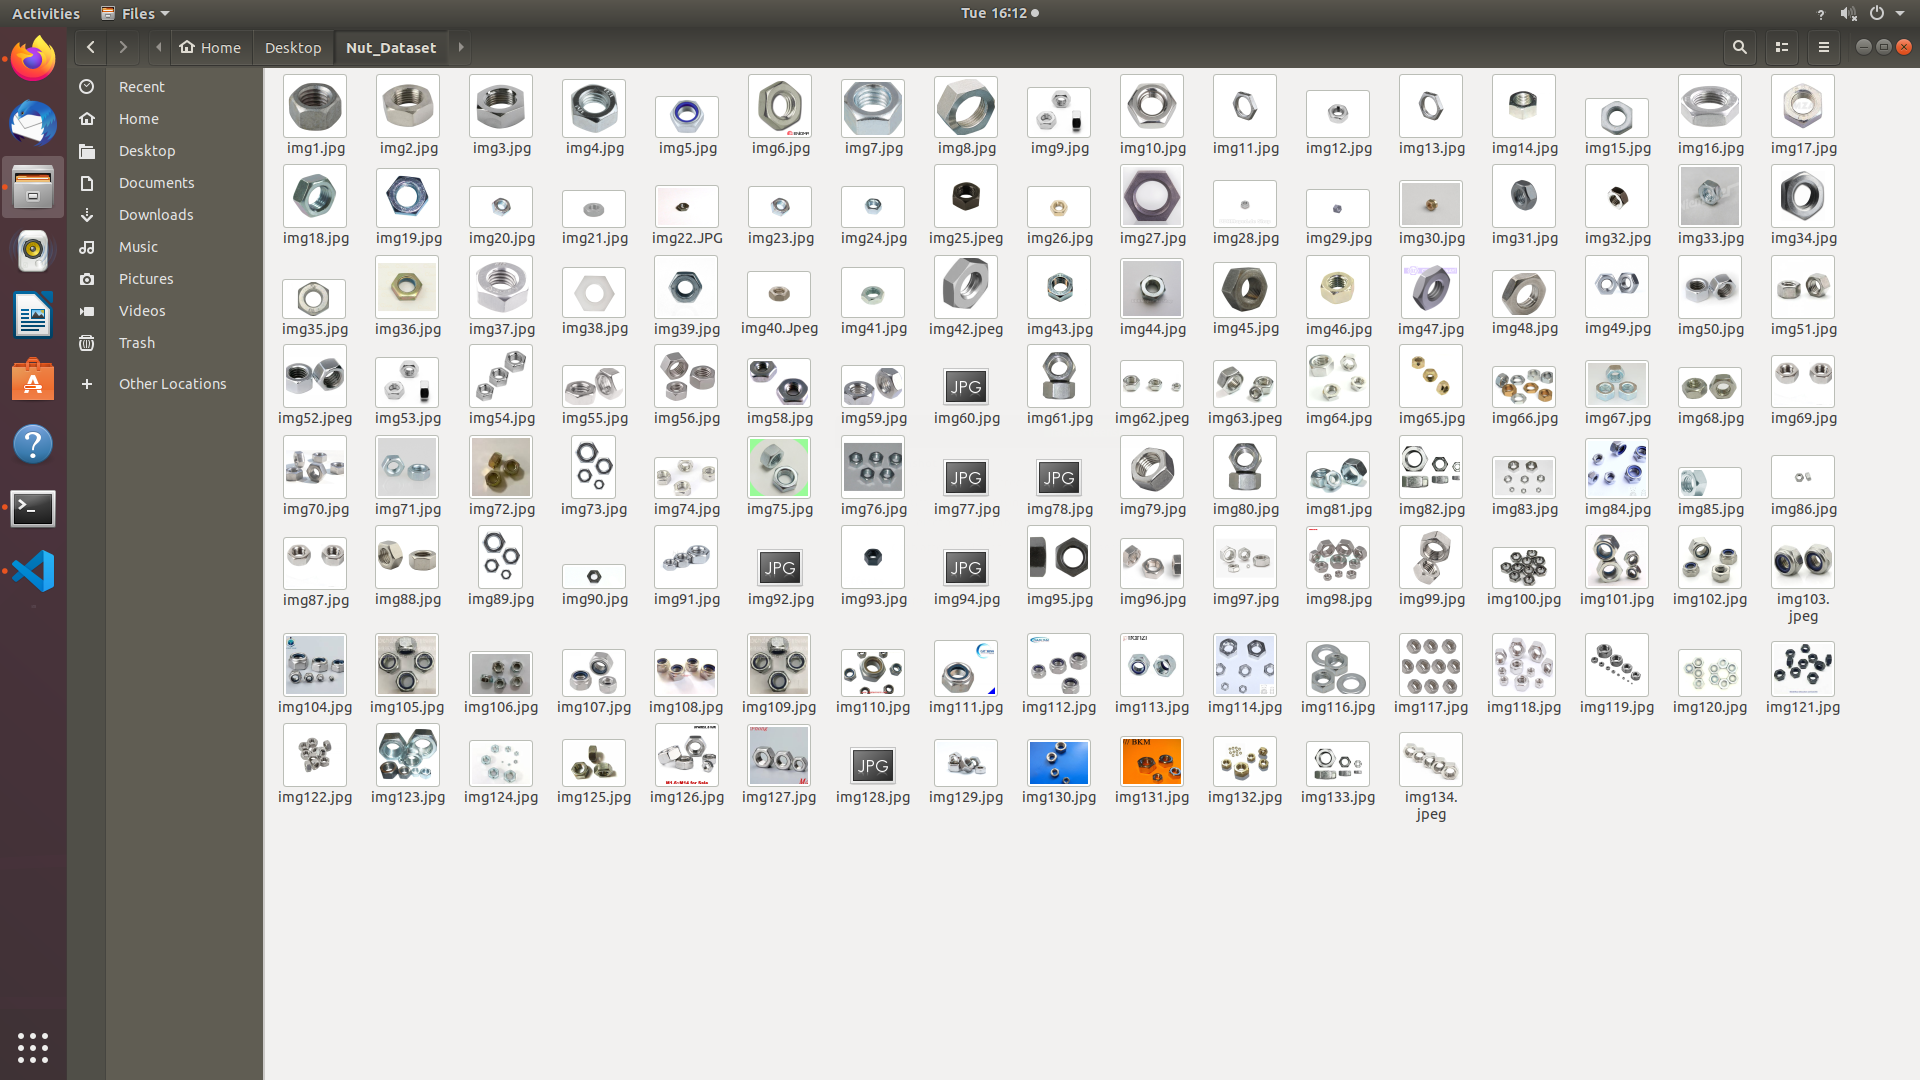 Activities Files Tue 16:12
Home Desktop Nut_Dataset
Recent
Home
Desktop
Documents
Downloads
Music
Pictures
Videos
Trash
Other Locations
img1.jpg img2.jpg img3.jpg img4.jpg img5.jpg img6.jpg img7.jpg img8.jpg img9.jpg img10.jpg img11.jpg img12.jpg img13.jpg img14.jpg img15.jpg img16.jpg img17.jpg
img18.jpg img19.jpg img20.jpg img21.jpg img22.JPG img23.jpg img24.jpg img25.jpeg img26.jpg img27.jpg img28.jpg img29.jpg img30.jpg img31.jpg img32.jpg img33.jpg img34.jpg
img35.jpg img36.jpg img37.jpg img38.jpg img39.jpg img40.Jpeg img41.jpg img42.jpeg img43.jpg img44.jpg img45.jpg img46.jpg img47.jpg img48.jpg img49.jpg img50.jpg img51.jpg
JPG
img52.jpeg img53.jpg img54.jpg img55.jpg img56.jpg img58.jpg img59.jpg img60.jpg img61.jpg img62.jpeg img63.jpeg img64.jpg img65.jpg img66.jpg img67.jpg img68.jpg img69.jpg
JPG JPG
img70.jpg img71.jpg img72.jpg img73.jpg img74.jpg img75.jpg img76.jpg img77.jpg img78.jpg img79.jpg img80.jpg img81.jpg img82.jpg img83.jpg img84.jpg img85.jpg img86.jpg
JPG JPG
img87.jpg img88.jpg img89.jpg img90.jpg img91.jpg img92.jpg img93.jpg img94.jpg img95.jpg img96.jpg img97.jpg img98.jpg img99.jpg img100.jpg img101.jpg img102.jpg img103.
jpeg
img104.jpg img105.jpg img106.jpg img107.jpg img108.jpg img109.jpg img110.jpg img111.jpg img112.jpg img113.jpg img114.jpg img116.jpg img117.jpg img118.jpg img119.jpg img120.jpg img121.jpg
BKM
JPG
img122.jpg img123.jpg img124.jpg img125.jpg img126.jpg img127.jpg img128.jpg img129.jpg img130.jpg img131.jpg img132.jpg img133.jpg img134.
jpeg